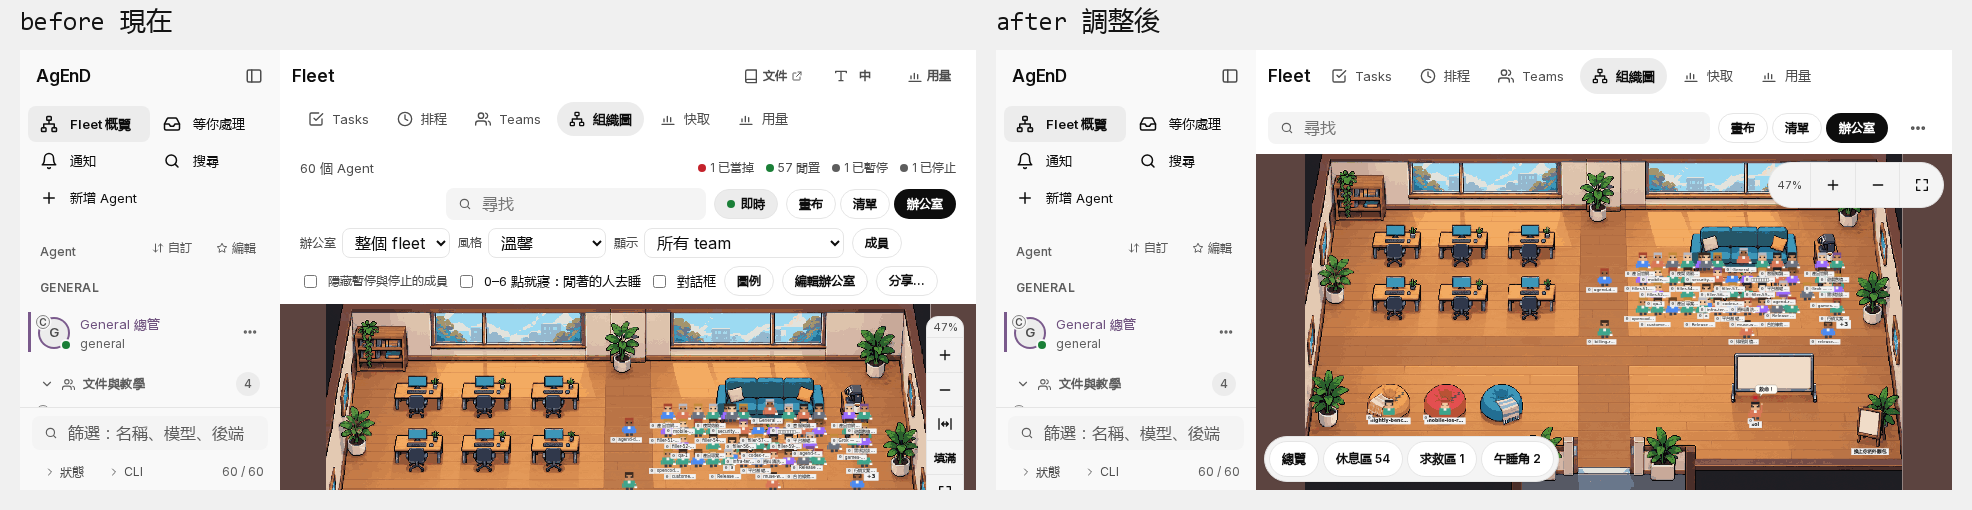 before 現在
AgEnD
Fleet 概覽
等你處理
通知
搜尋
新增 Agent
Agent
自訂
編輯
GENERAL
C
G
General 總管
general
文件與教學
4
篩選：名稱、模型、後端
狀態
CLI
60 / 60
Fleet
文件
中
用量
Tasks
排程
Teams
組織圖
快取
用量
60 個 Agent
1 已當掉
57 閒置
1 已暫停
1 已停止
尋找
即時
畫布
清單
辦公室
辦公室
整個 fleet
風格
溫馨
顯示
所有 team
成員
隱藏暫停與停止的成員
0–6 點就寢：閒著的人去睡
對話框
圖例
編輯辦公室
分享...
47%
填滿
+3
after 調整後
AgEnD
Fleet 概覽
等你處理
通知
搜尋
新增 Agent
Agent
自訂
編輯
GENERAL
C
G
General 總管
general
文件與教學
4
篩選：名稱、模型、後端
狀態
CLI
60 / 60
Fleet
Tasks
排程
Teams
組織圖
快取
用量
尋找
畫布
清單
辦公室
47%
+3
總覽
休息區 54
求救區 1
午睡角 2